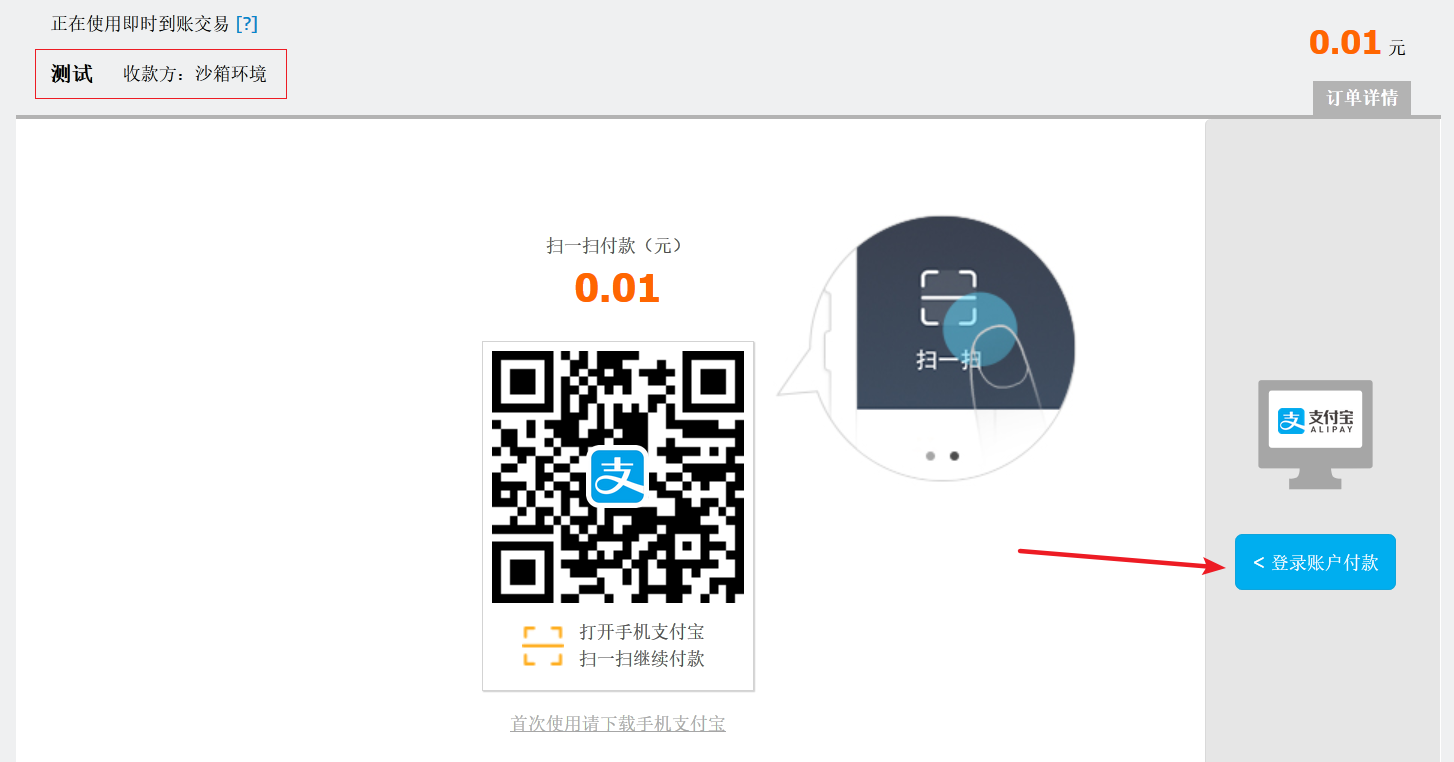 正在使用即时到账交易 [?]
0.01 元
测试 收款方：沙箱环境
订单详情
扫一扫付款（元）
0.01
扫一扫
支
支付宝
ALIPAY
< 登录账户付款
打开手机支付宝
扫一扫继续付款
首次使用请下载手机支付宝